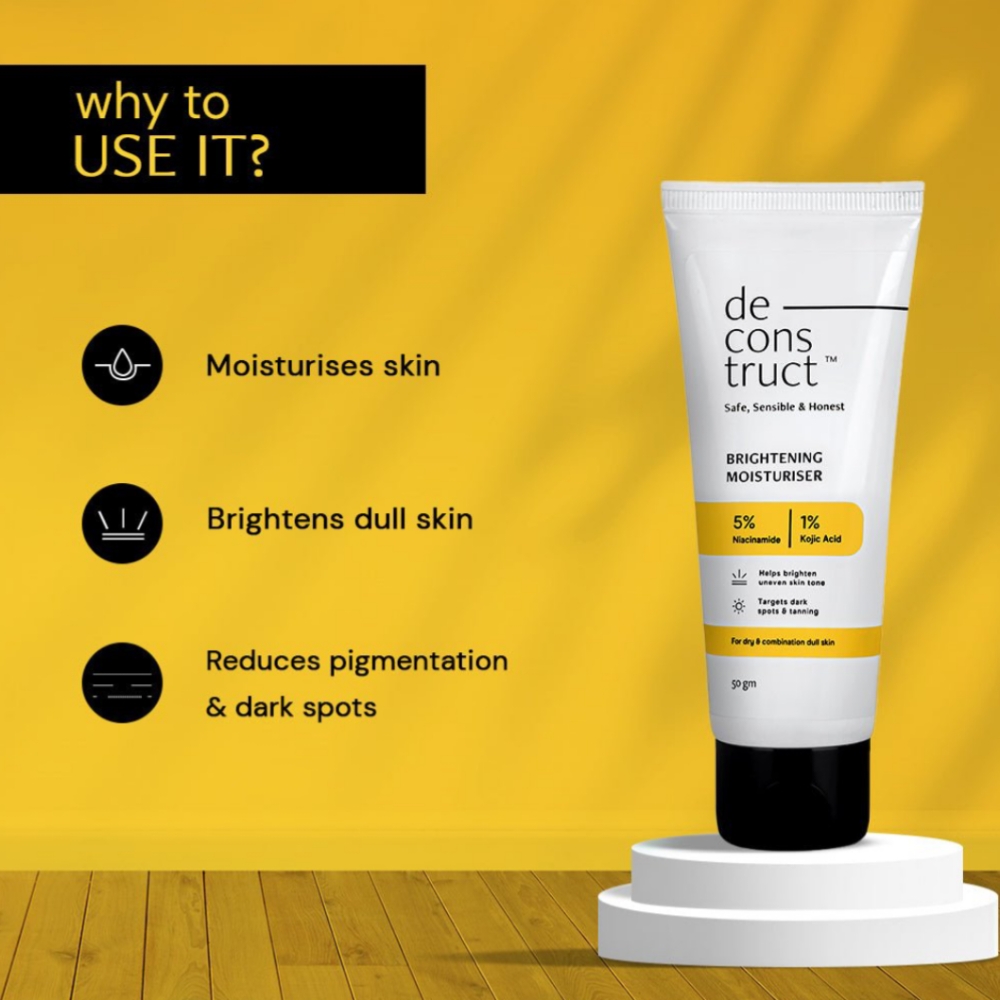 why to
USE IT?
Moisturises skin
Brightens dull skin
Reduces pigmentation
& dark spots
de
cons
truct™
Safe, Sensible & Honest
BRIGHTENING
MOISTURISER
5% 1%
Niacinamide Kojic Acid
Helps brighten
uneven skin tone
Targets dark
spots & tanning
For dry & combination dull skin
50 gm